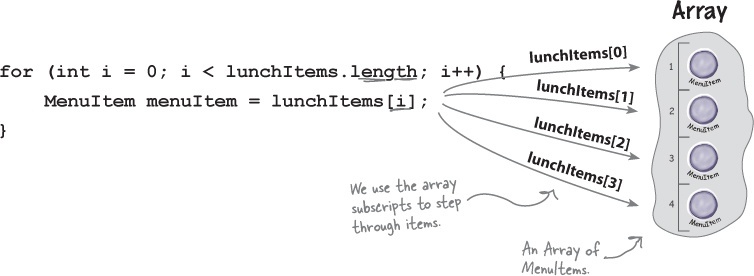 Array
for (int i = 0; i < lunchItems.length; i++) {
MenuItem menuItem = lunchItems[i];
}
lunchItems[0]
lunchItems[1]
lunchItems[2]
lunchItems[3]
1
MenuItem
2
MenuItem
3
MenuItem
4
MenuItem
We use the array
subscripts to step
through items.
An Array of
MenuItems.